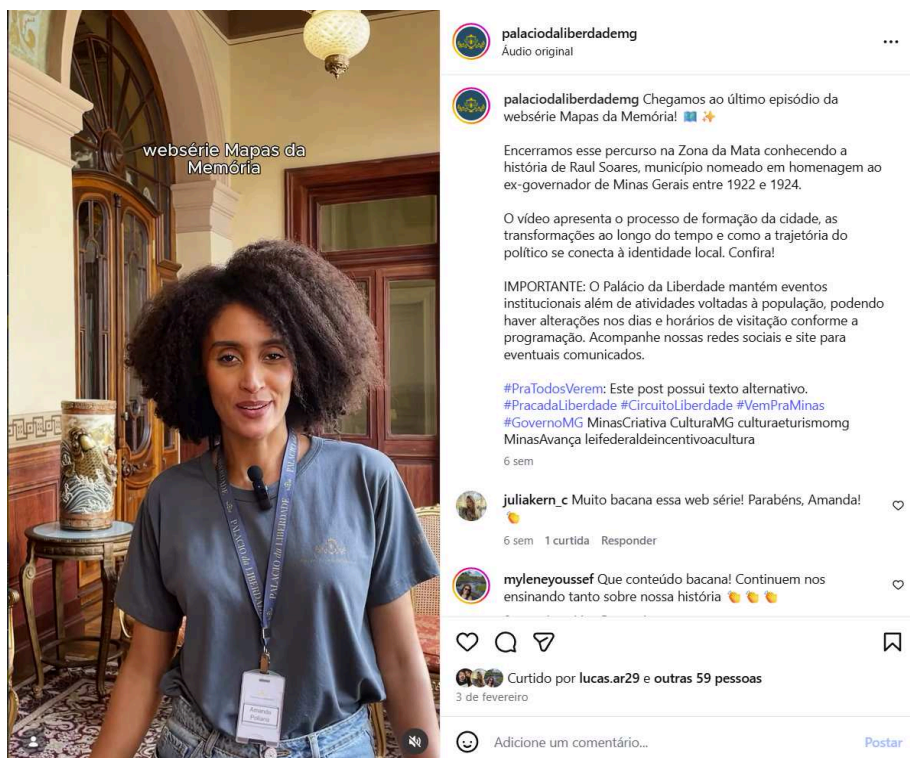 websérie Mapas da
Memória
PALÁCIO da LIBERDADE
PALÁCIO da LIBERDADE
Amanda
palaciodaliberdademg
Áudio original
palaciodaliberdademg Chegamos ao último episódio da
websérie Mapas da Memória! 🗺️ ✨
Encerramos esse percurso na Zona da Mata conhecendo a
história de Raul Soares, município nomeado em homenagem ao
ex-governador de Minas Gerais entre 1922 e 1924.
O vídeo apresenta o processo de formação da cidade, as
transformações ao longo do tempo e como a trajetória do
político se conecta à identidade local. Confira!
IMPORTANTE: O Palácio da Liberdade mantém eventos
institucionais além de atividades voltadas à população, podendo
haver alterações nos dias e horários de visitação conforme a
programação. Acompanhe nossas redes sociais e site para
eventuais comunicados.
#PraTodosVerem: Este post possui texto alternativo.
#PracadaLiberdade #CircuitoLiberdade #VemPraMinas
#GovernoMG MinasCriativa CulturaMG culturaeturismomg
MinasAvança leifederaldeincentivoacultura
6 sem
juliakern_c Muito bacana essa web série! Parabéns, Amanda!
👏
6 sem 1 curtida Responder
myleneyoussef Que conteúdo bacana! Continuem nos
ensinando tanto sobre nossa história 👏 👏 👏
Curtido por lucas.ar29 e outras 59 pessoas
3 de fevereiro
Adicione um comentário...
Postar